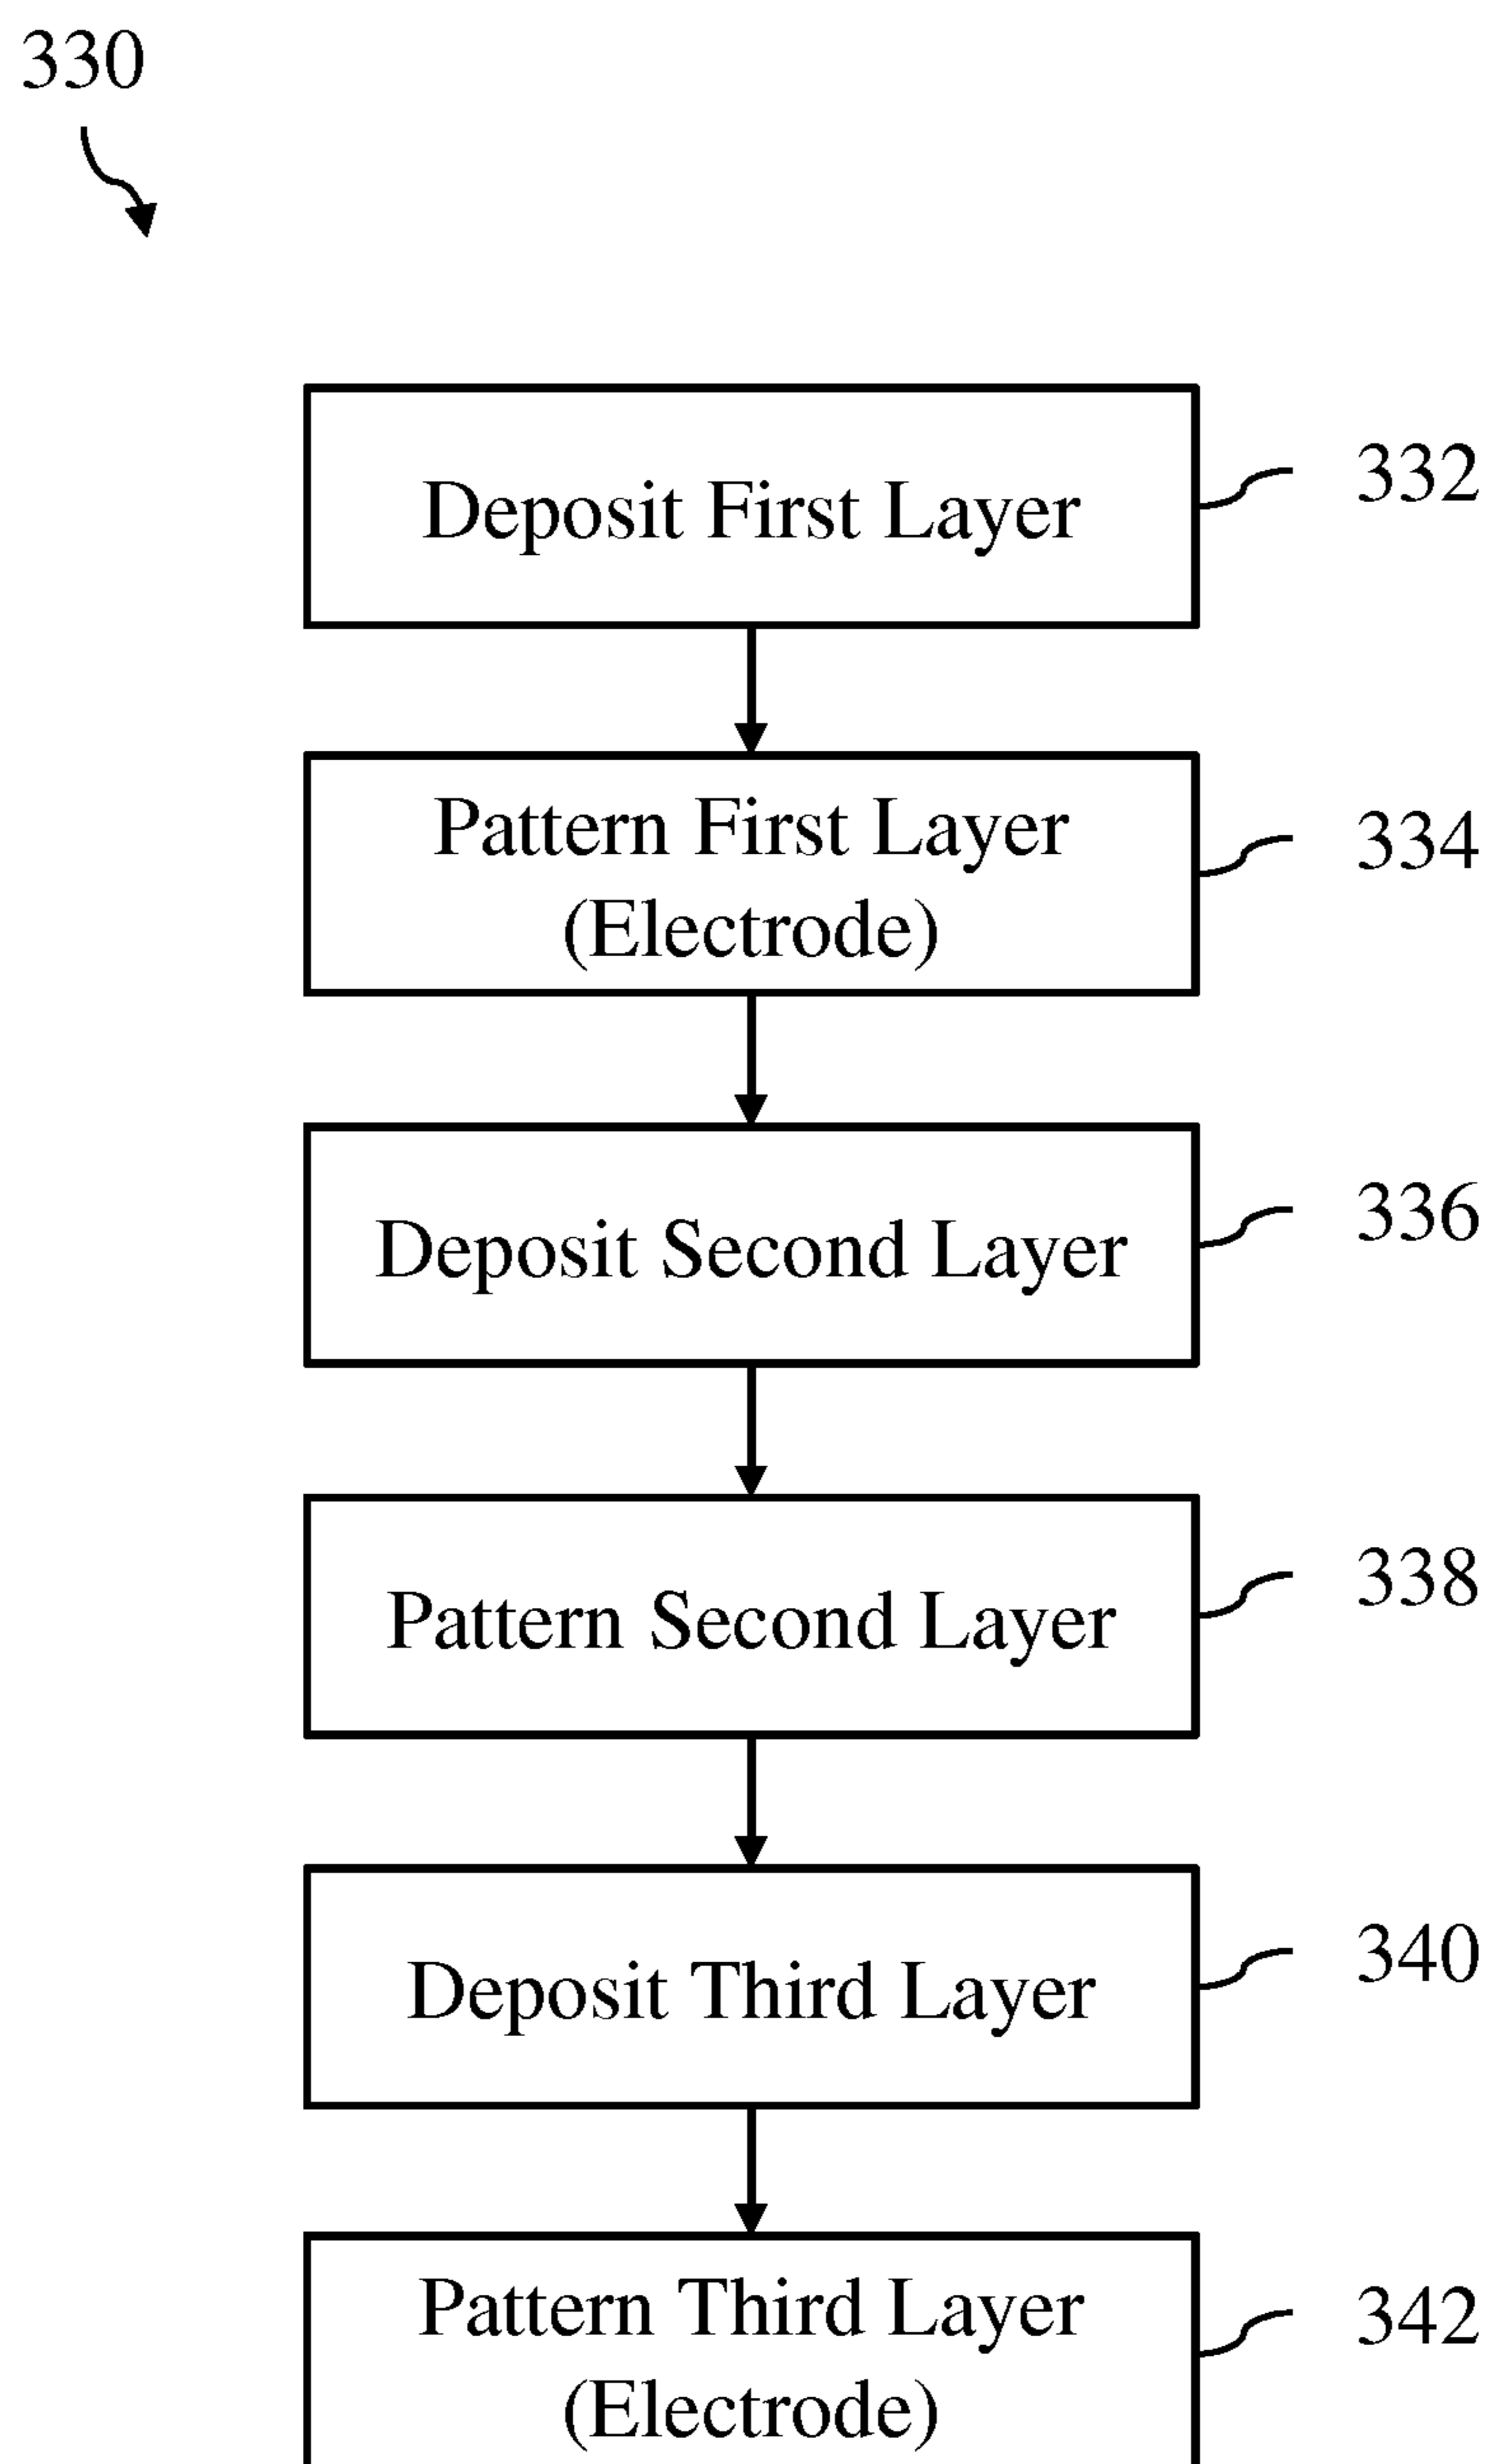 330
Deposit First Layer
332
Pattern First Layer
(Electrode)
334
Deposit Second Layer
336
Pattern Second Layer
338
Deposit Third Layer
340
Pattern Third Layer
(Electrode)
342